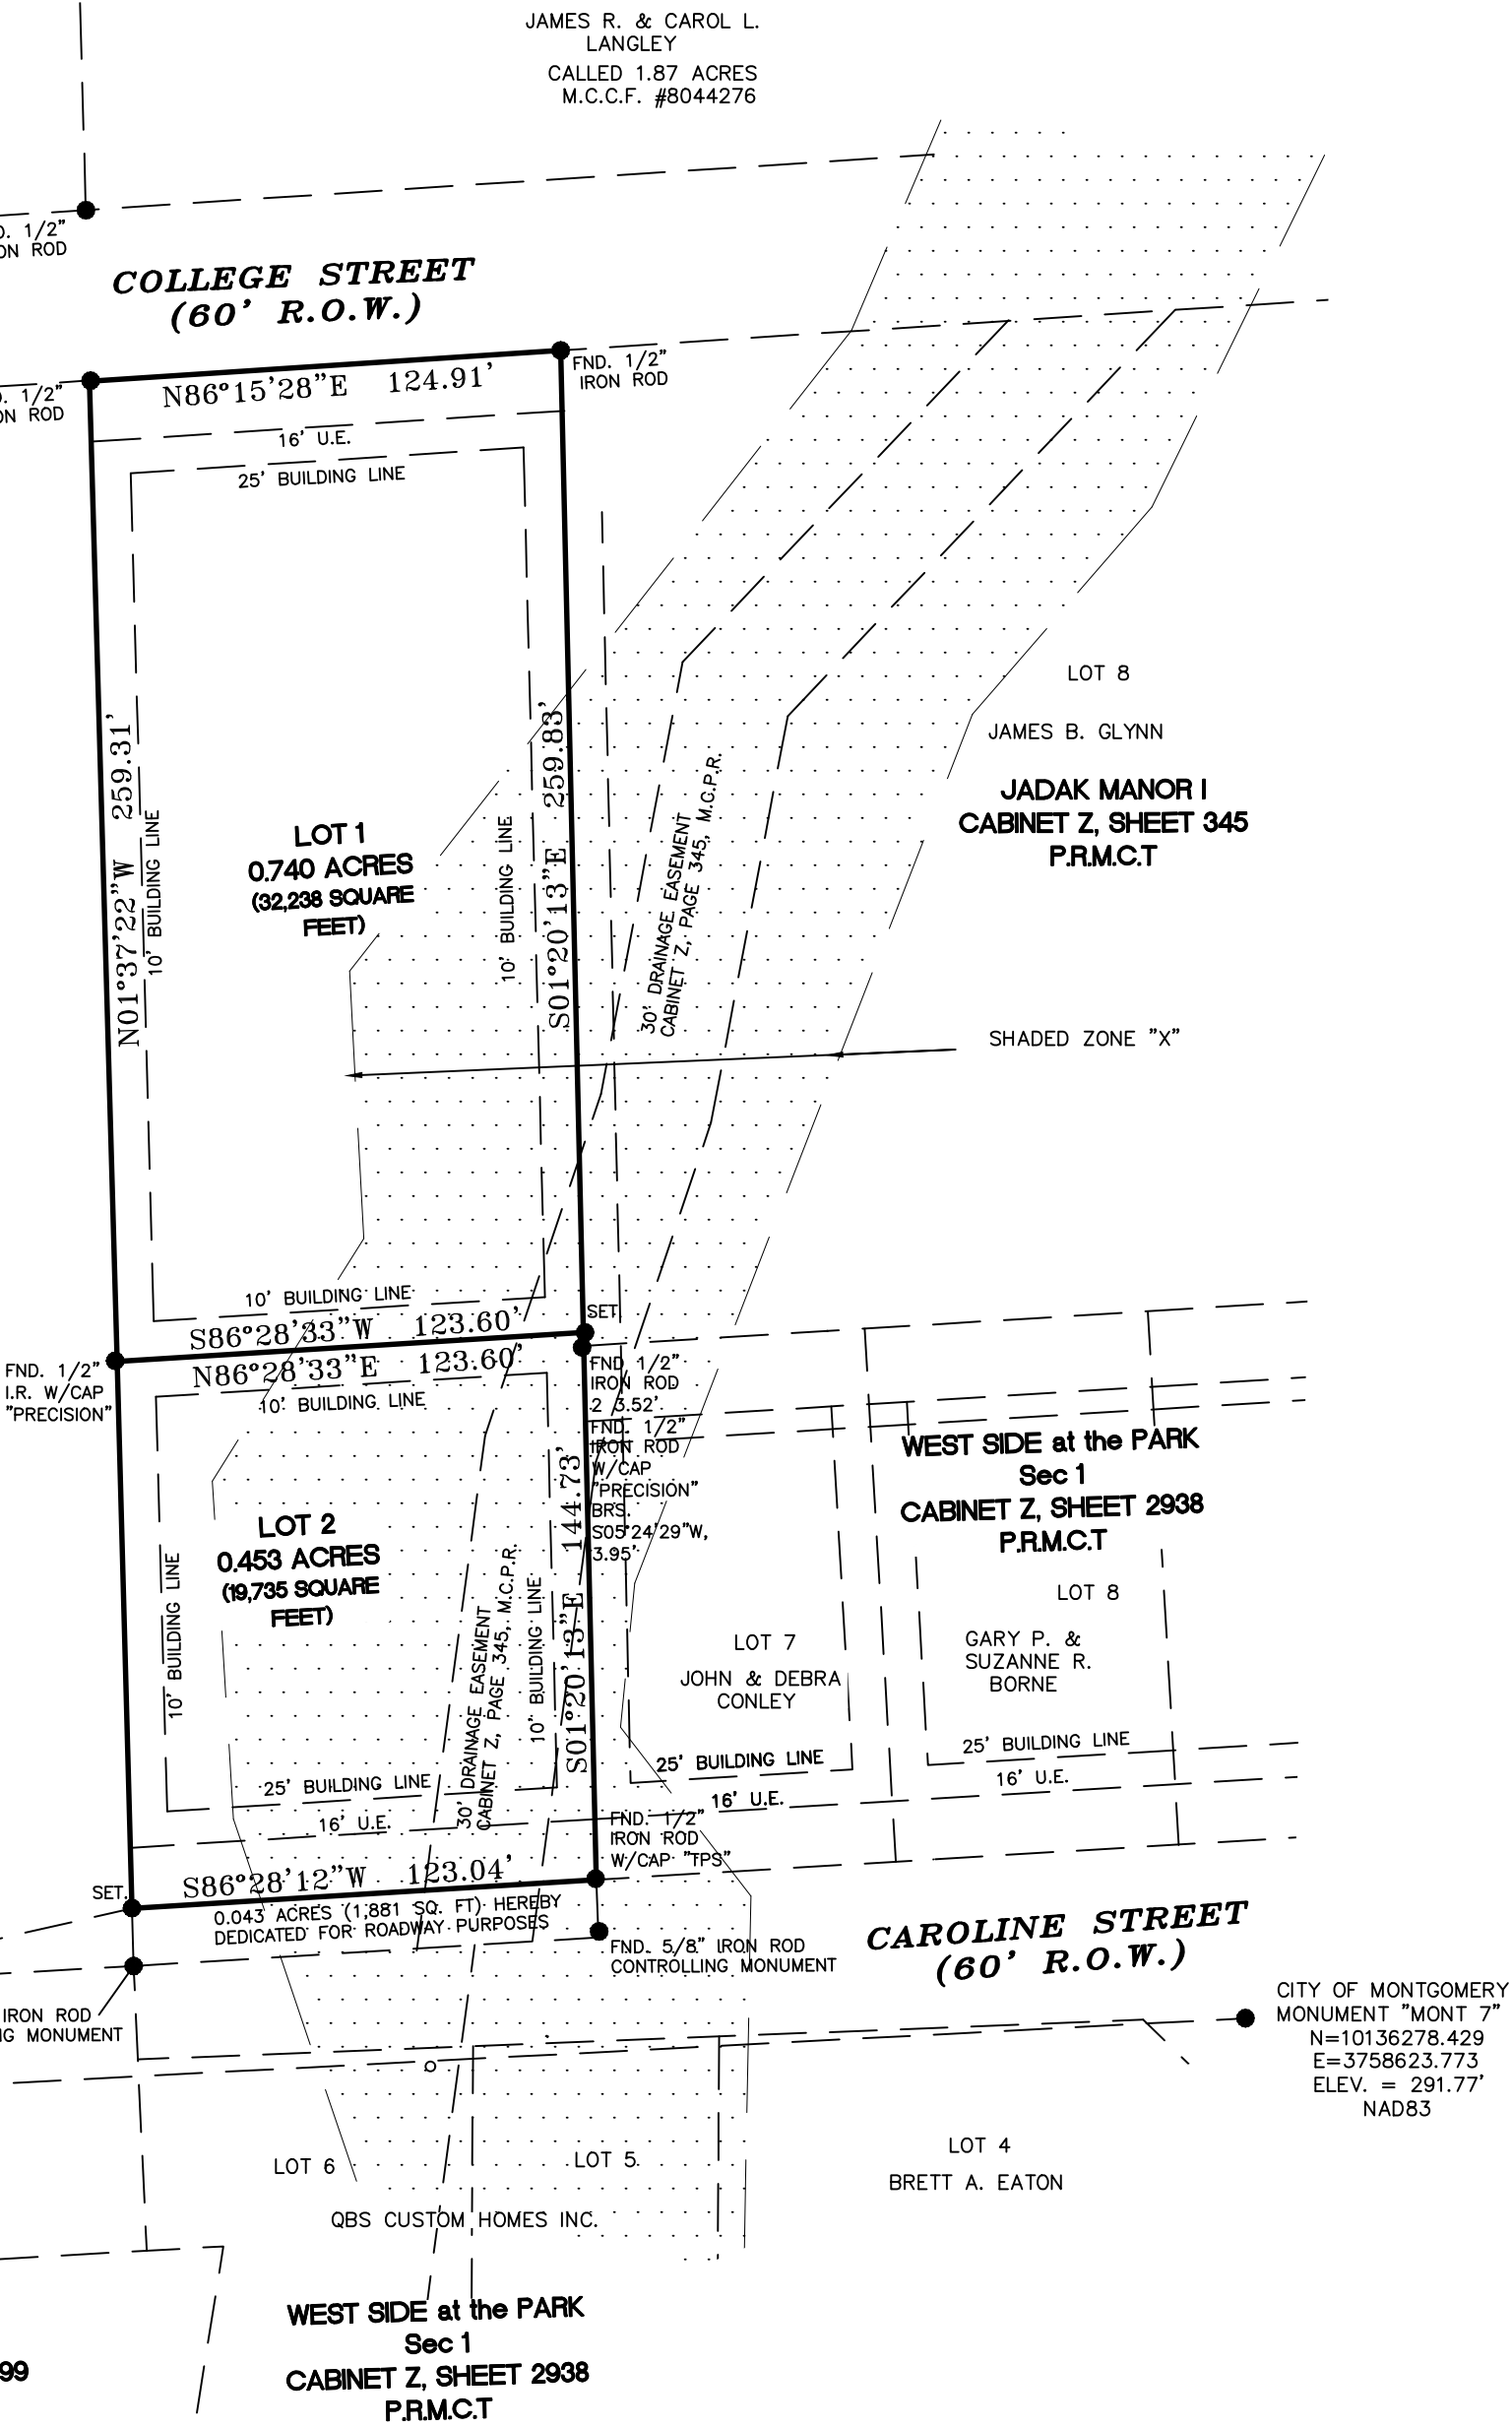 JAMES R. & CAROL L.
LANGLEY
CALLED 1.87 ACRES
M.C.C.F. #8044276
1/2"
ROD
COLLEGE STREET
(60' R.O.W.)
1/2"
ROD
N86°15'28"E 124.91'
FND. 1/2"
IRON ROD
16' U.E.
25' BUILDING LINE
N01°37'22"W 259.31'
10' BUILDING LINE
LOT 1
0.740 ACRES
(32,238 SQUARE
FEET)
10' BUILDING LINE
S01°20'13"E 259.83'
30' DRAINAGE EASEMENT
CABINET Z, PAGE 345, M.C.P.R.
LOT 8
JAMES B. GLYNN
JADAK MANOR I
CABINET Z, SHEET 345
P.R.M.C.T
SHADED ZONE "X"
10' BUILDING LINE
S86°28'33"W 123.60'
SET.
FND. 1/2"
I.R. W/CAP
"PRECISION"
N86°28'33"E 123.60'
10' BUILDING LINE
FND 1/2"
IRON ROD
2 3.52'
FND. 1/2"
IRON ROD
W/CAP
"PRECISION"
BRS.
S05°24'29"W,
3.95'
WEST SIDE at the PARK
Sec 1
CABINET Z, SHEET 2938
P.R.M.C.T
LOT 2
0.453 ACRES
(19,735 SQUARE
FEET)
10' BUILDING LINE
30' DRAINAGE EASEMENT
CABINET Z, PAGE 345, M.C.P.R.
10' BUILDING LINE
S01°20'13"E 144.73'
LOT 7
JOHN & DEBRA
CONLEY
LOT 8
GARY P. &
SUZANNE R.
BORNE
25' BUILDING LINE
16' U.E.
25' BUILDING LINE
16' U.E.
25' BUILDING LINE
16' U.E.
FND. 1/2"
IRON ROD
W/CAP "TPS"
SET.
S86°28'12"W 123.04'
0.043 ACRES (1,881 SQ. FT) HEREBY
DEDICATED FOR ROADWAY PURPOSES
FND. 5/8" IRON ROD
CONTROLLING MONUMENT
CAROLINE STREET
(60' R.O.W.)
IRON ROD
MONUMENT
CITY OF MONTGOMERY
MONUMENT "MONT 7"
N=10136278.429
E=3758623.773
ELEV. = 291.77'
NAD83
LOT 6
LOT 5
LOT 4
BRETT A. EATON
QBS CUSTOM HOMES INC.
WEST SIDE at the PARK
Sec 1
CABINET Z, SHEET 2938
P.R.M.C.T
99